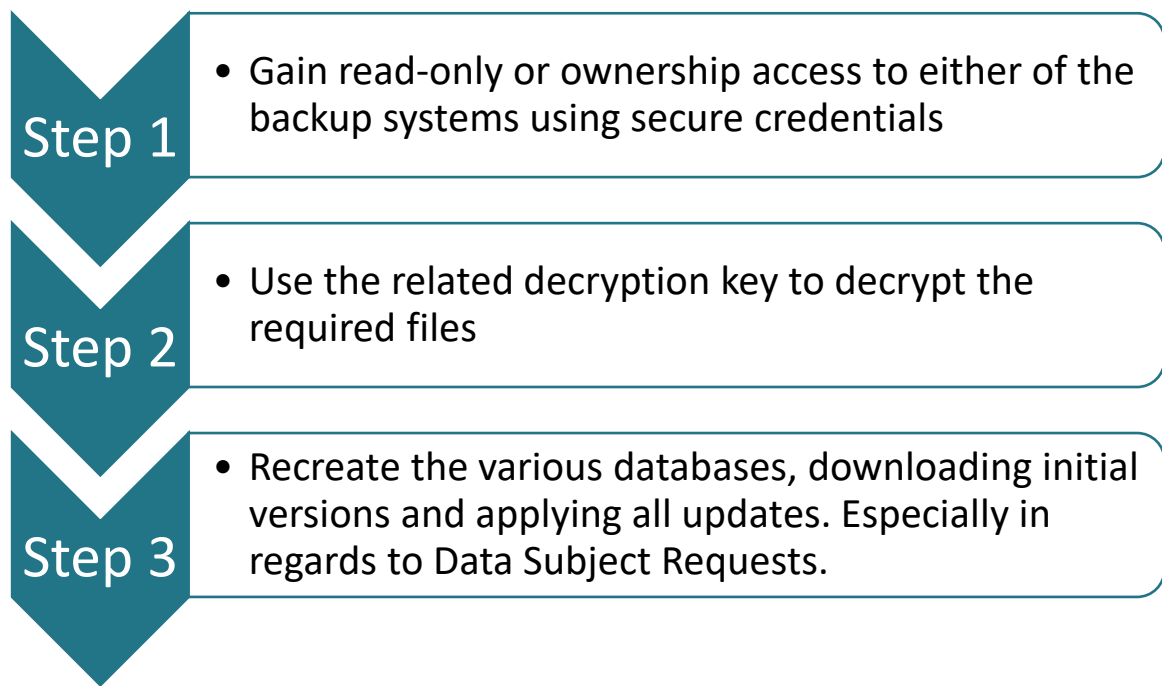 Step 1
• Gain read-only or ownership access to either of the
backup systems using secure credentials
Step 2
• Use the related decryption key to decrypt the
required files
Step 3
• Recreate the various databases, downloading initial
versions and applying all updates. Especially in
regards to Data Subject Requests.